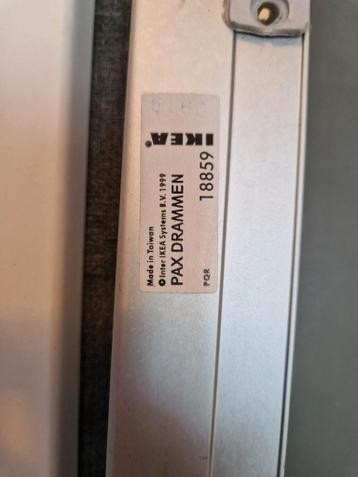 IKEA®
Made in Taiwan
© Inter IKEA Systems B.V. 1999
PAX DRAMMEN
18859
PQR